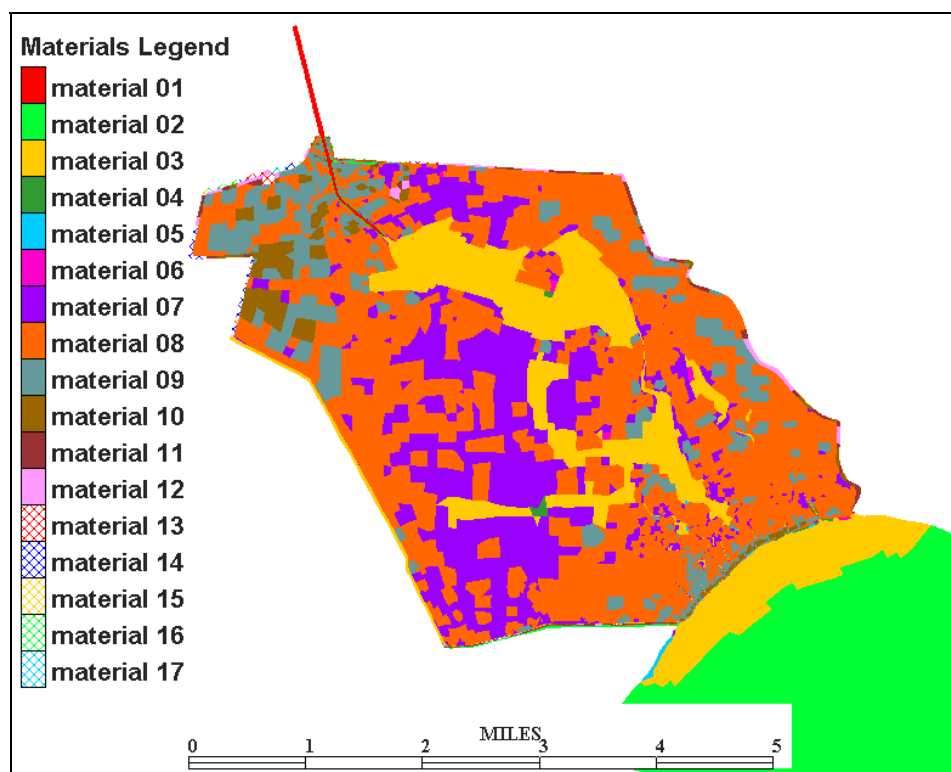 Materials Legend
material 01
material 02
material 03
material 04
material 05
material 06
material 07
material 08
material 09
material 10
material 11
material 12
material 13
material 14
material 15
material 16
material 17
MILES
0 1 2 3 4 5